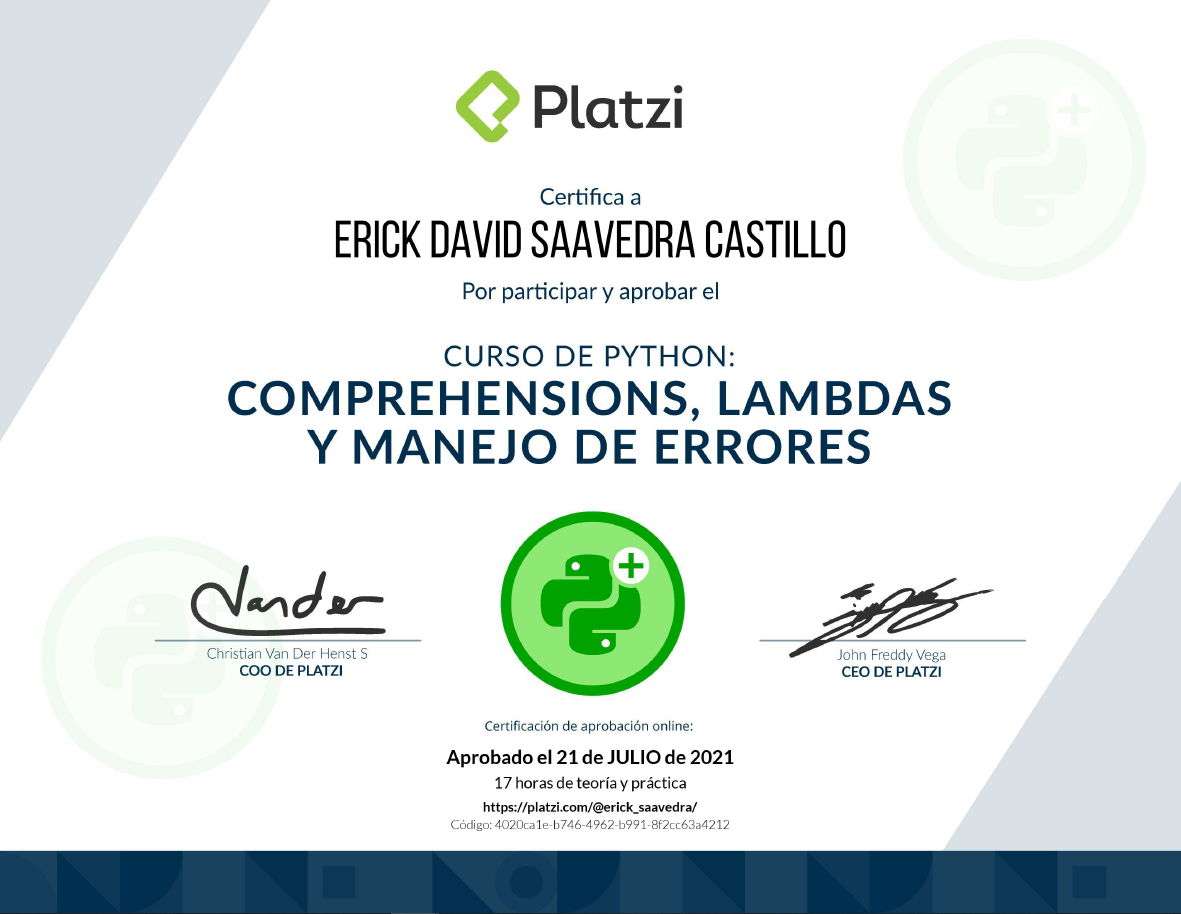 Platzi
Certifica a
ERICK DAVID SAAVEDRA CASTILLO
Por participar y aprobar el
CURSO DE PYTHON:
COMPREHENSIONS, LAMBDAS
Y MANEJO DE ERRORES
Vander
Christian Van Der Henst S
COO DE PLATZI
John Freddy Vega
CEO DE PLATZI
Certificación de aprobación online:
Aprobado el 21 de JULIO de 2021
17 horas de teoría y práctica
https://platzi.com/@erick_saavedra/
Código: 4020ca1e-b746-4962-b991-8f2cc63a4212